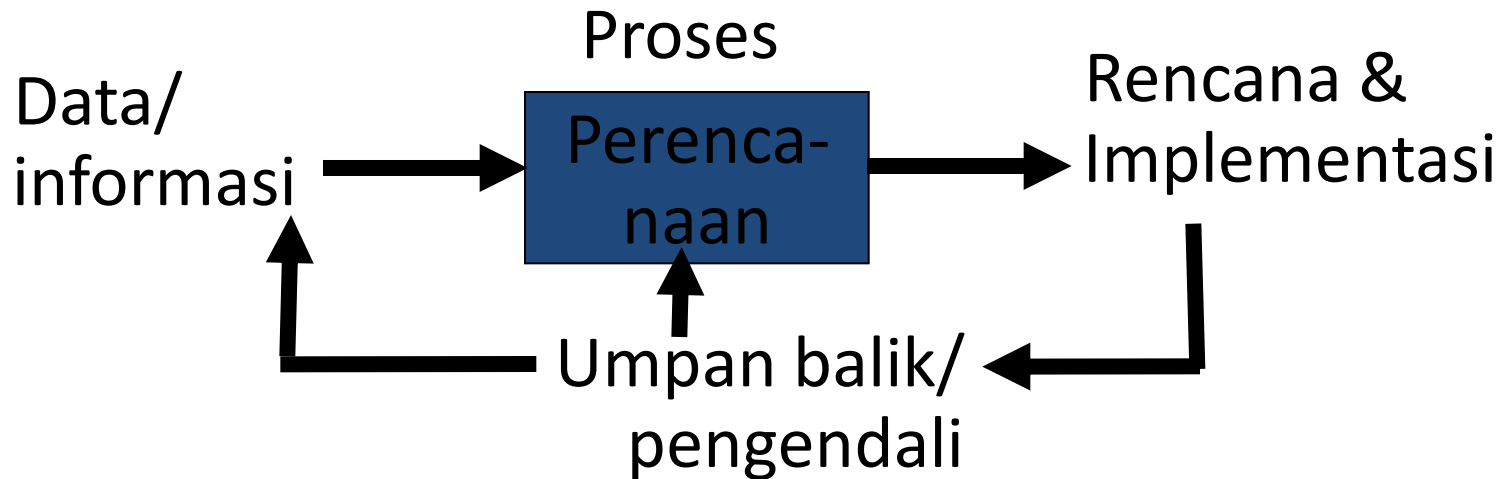 Proses
Data/
informasi
Perenca-
naan
Rencana &
Implementasi
Umpan balik/
pengendali